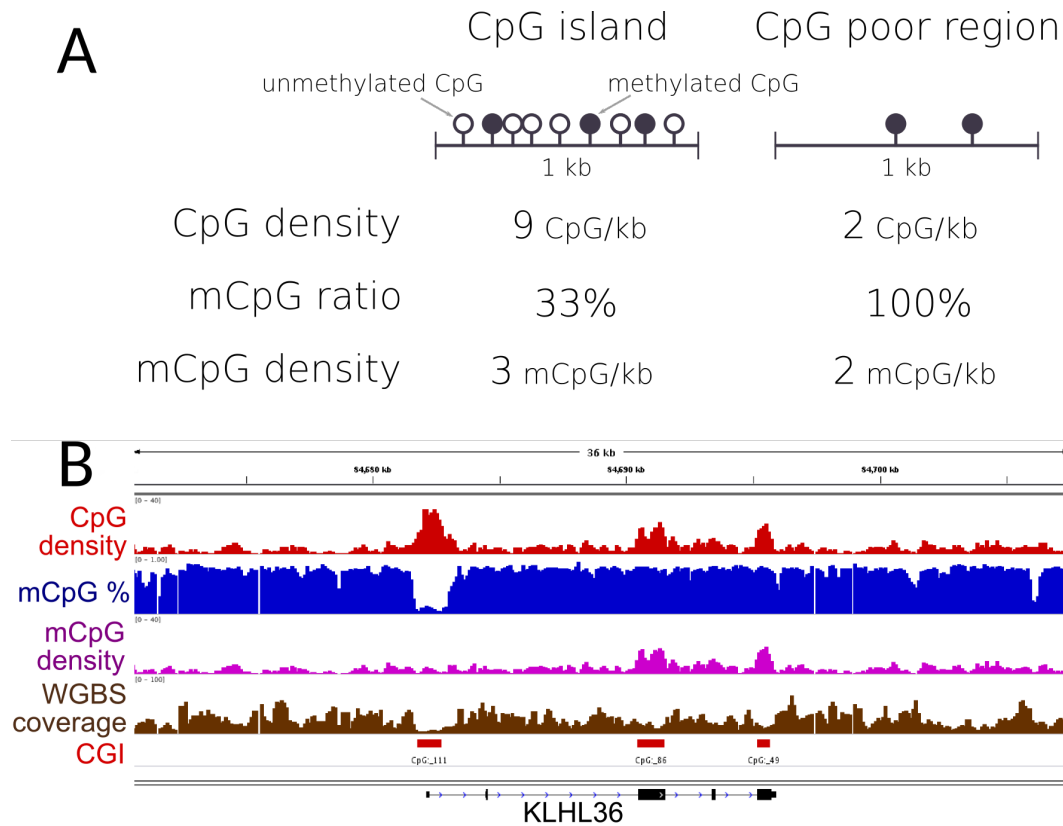 A
CpG island
CpG poor region
unmethylated CpG
methylated CpG
1 kb
1 kb
CpG density
9 CpG/kb
2 CpG/kb
mCpG ratio
33%
100%
mCpG density
3 mCpG/kb
2 mCpG/kb
B
36 kb
84,680 kb
84,690 kb
84,700 kb
[0 - 40]
CpG
density
[0 - 1.00]
mCpG %
[0 - 40]
mCpG
density
[0 - 100]
WGBS
coverage
CGI
CpG:_111
CpG:_86
CpG:_49
KLHL36